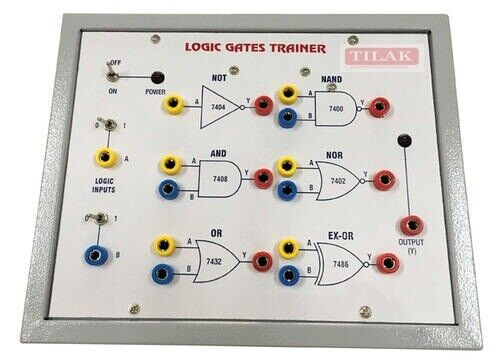 LOGIC GATES TRAINER
TILAK
OFF
ON
POWER
NOT
A
7404
Y
NAND
A
B
7400
Y
0 1
A
LOGIC
INPUTS
0 1
B
AND
A
B
7408
Y
NOR
A
B
7402
Y
OR
A
B
7432
Y
EX-OR
A
B
7486
Y
OUTPUT
(Y)